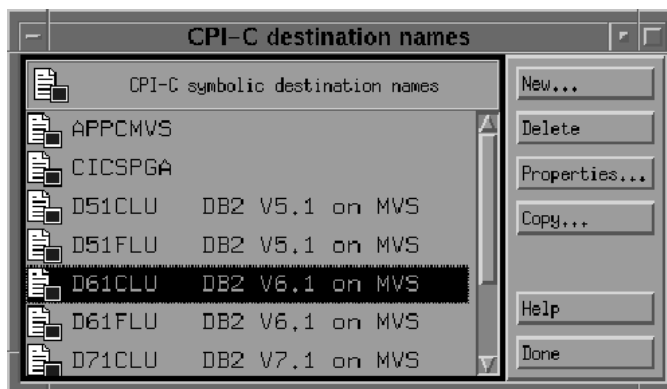 CPI-C destination names
CPI-C symbolic destination names
APPCMVS
CICSPGA
D51CLU DB2 V5.1 on MVS
D51FLU DB2 V5.1 on MVS
D61CLU DB2 V6.1 on MVS
D61FLU DB2 V6.1 on MVS
D71CLU DB2 V7.1 on MVS
New...
Delete
Properties...
Copy...
Help
Done